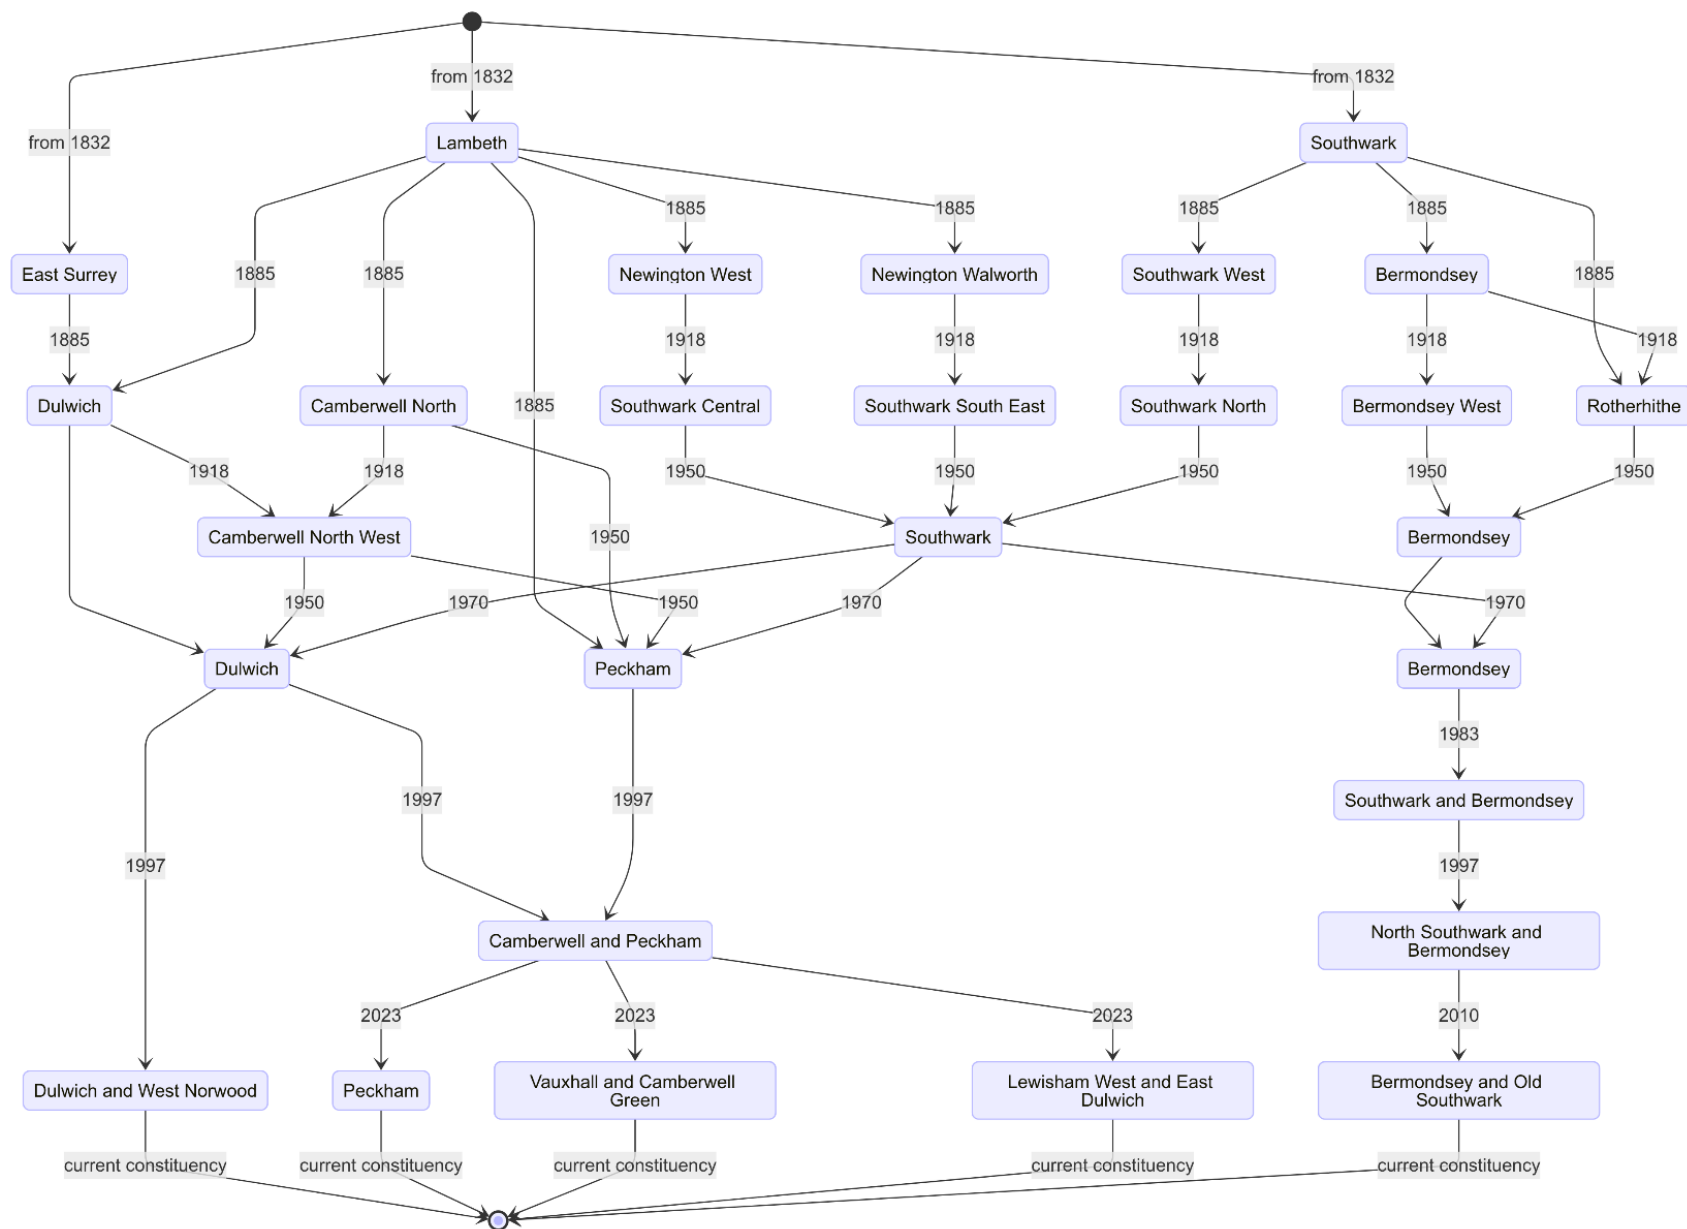 from 1832
from 1832
from 1832
Lambeth
Southwark
1885
1885
1885
1885
East Surrey
1885
1885
Newington West
Newington Walworth
Southwark West
Bermondsey
1885
1885
1918
1918
1918
1918
1918
Dulwich
Camberwell North
1885
Southwark Central
Southwark South East
Southwark North
Bermondsey West
Rotherhithe
1918
1918
1950
1950
1950
1950
1950
Camberwell North West
1950
Southwark
Bermondsey
1950
1970
1950
1970
1970
Dulwich
Peckham
Bermondsey
1983
1997
1997
Southwark and Bermondsey
1997
1997
Camberwell and Peckham
North Southwark and
Bermondsey
2023
2023
2023
2010
Dulwich and West Norwood
Peckham
Vauxhall and Camberwell
Green
Lewisham West and East
Dulwich
Bermondsey and Old
Southwark
current constituency
current constituency
current constituency
current constituency
current constituency